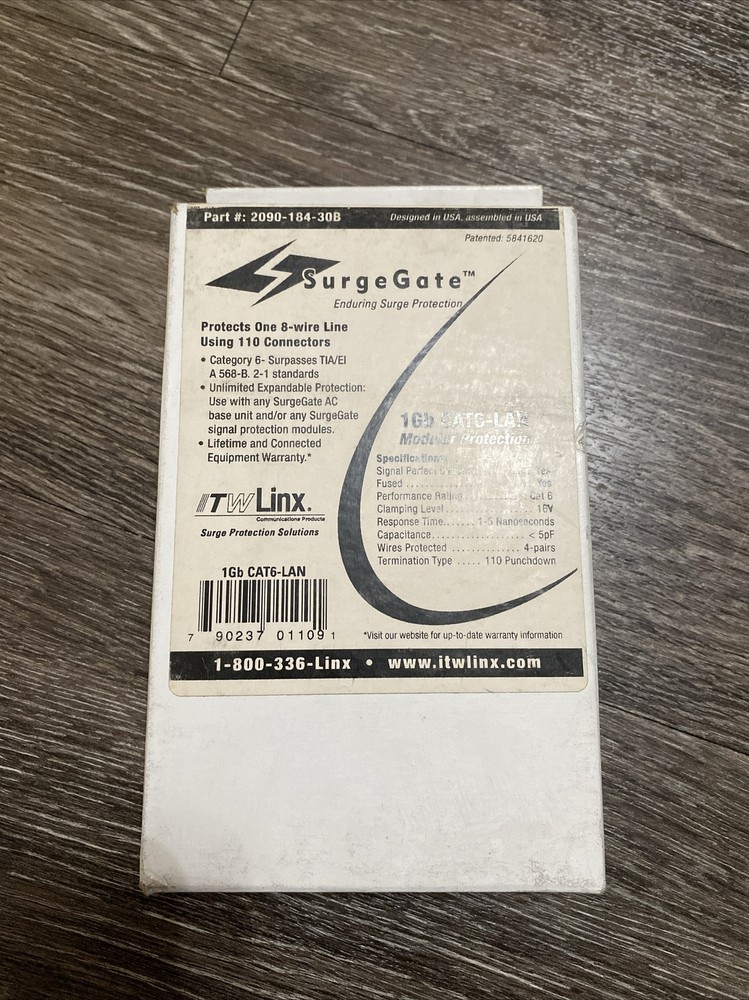 Part #: 2090-184-30B
Designed in USA, assembled in USA
Patented: 5841620
SurgeGate™
Enduring Surge Protection
Protects One 8-wire Line
Using 110 Connectors
• Category 6- Surpasses TIA/EI
A 568-B. 2-1 standards
• Unlimited Expandable Protection:
Use with any SurgeGate AC
base unit and/or any SurgeGate
signal protection modules.
• Lifetime and Connected
Equipment Warranty.*
ITW Linx®
Communications Products
Surge Protection Solutions
1Gb CAT6-LAN
Modular Protection
Specifications
Signal
Fused .......... Yes
Performance Rating .......... Cat 6
Clamping Level .......... 16V
Response Time....... 1-5 Nanoseconds
Capacitance.................. < 5pF
Wires Protected ............. 4-pairs
Termination Type ..... 110 Punchdown
1Gb CAT6-LAN
7 90237 01109 1
*Visit our website for up-to-date warranty information
1-800-336-Linx • www.itwlinx.com